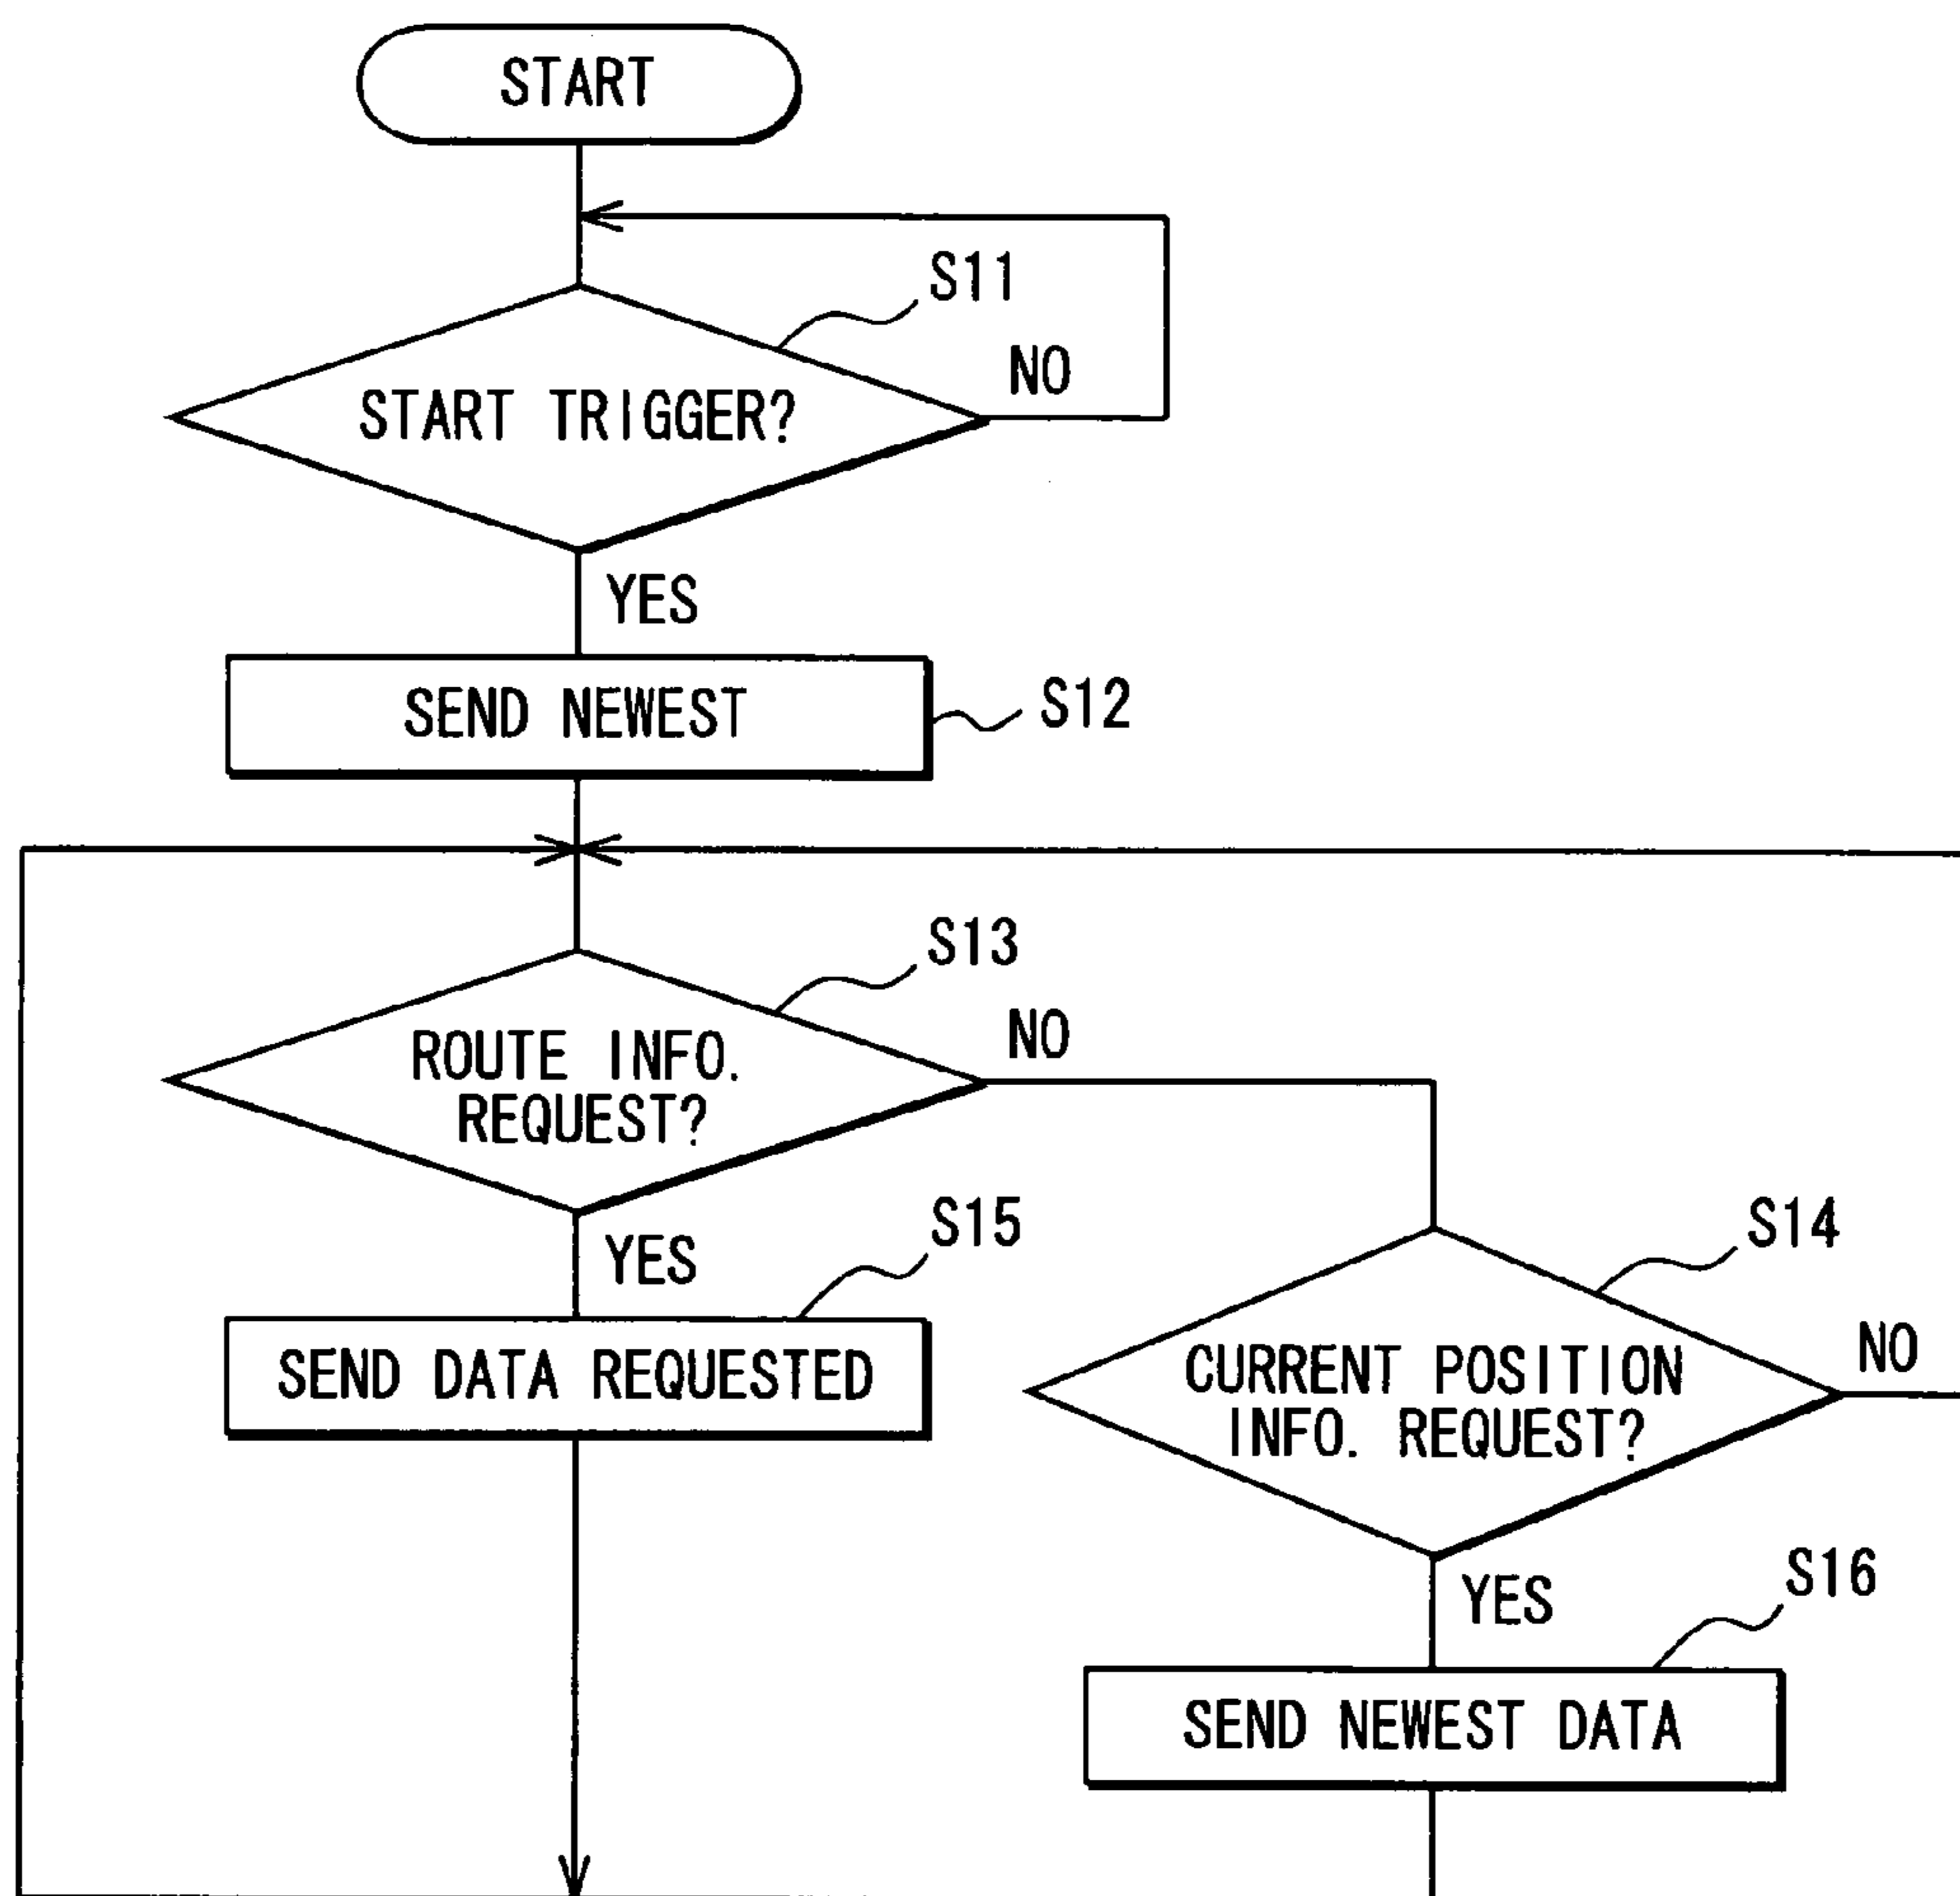 START
S11
NO
START TRIGGER?
YES
SEND NEWEST
S12
S13
NO
ROUTE INFO.
REQUEST?
S15
YES
S14
SEND DATA REQUESTED
NO
CURRENT POSITION
INFO. REQUEST?
S16
YES
SEND NEWEST DATA